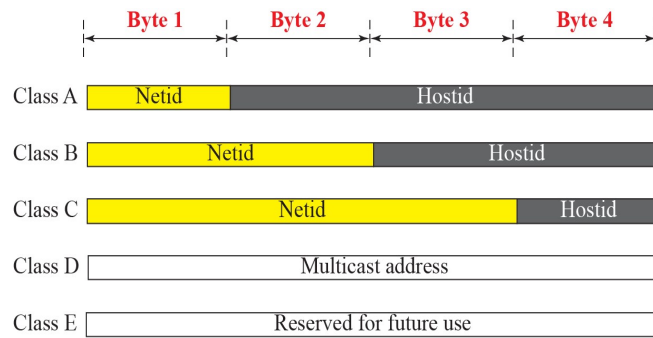 Byte 1 Byte 2 Byte 3 Byte 4
Class A Netid Hostid
Class B Netid Hostid
Class C Netid Hostid
Class D Multicast address
Class E Reserved for future use